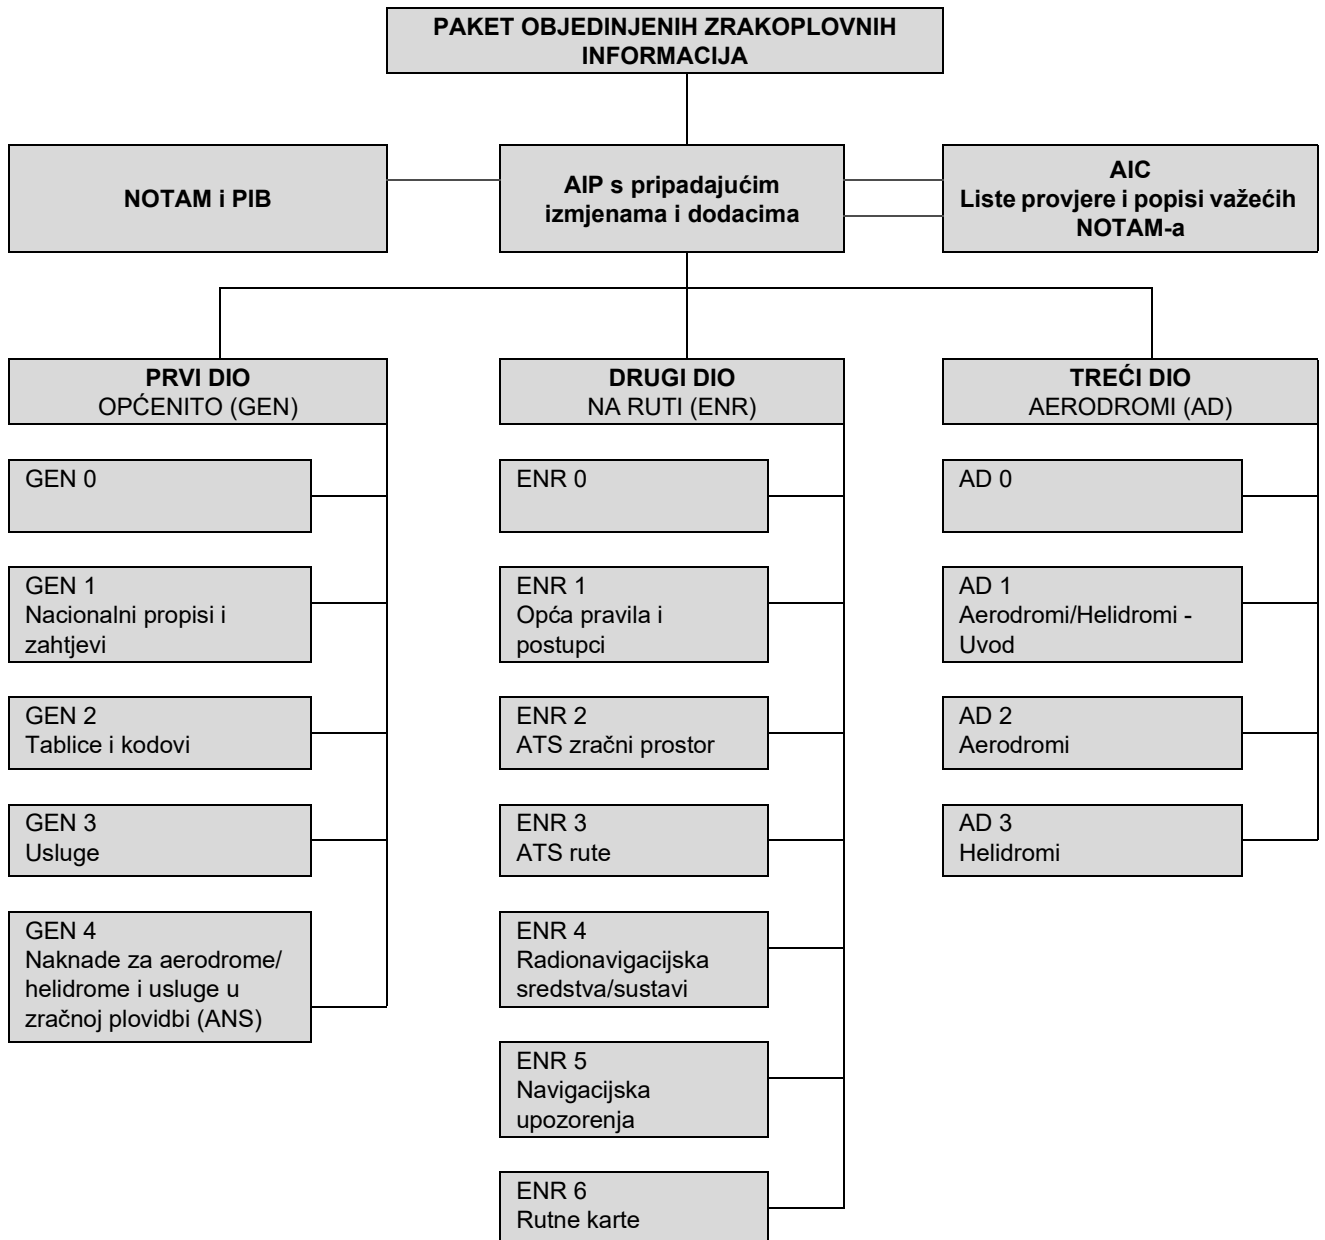 PAKET OBJEDINJENIH ZRAKOPLOVNIH
INFORMACIJA
NOTAM i PIB
AIP s pripadajućim
izmjenama i dodacima
AIC
Liste provjere i popisi važećih
NOTAM-a
PRVI DIO
OPĆENITO (GEN)
GEN 0
GEN 1
Nacionalni propisi i
zahtjevi
GEN 2
Tablice i kodovi
GEN 3
Usluge
GEN 4
Naknade za aerodrome/
helidrome i usluge u
zračnoj plovidbi (ANS)
DRUGI DIO
NA RUTI (ENR)
ENR 0
ENR 1
Opća pravila i
postupci
ENR 2
ATS zračni prostor
ENR 3
ATS rute
ENR 4
Radionavigacijska
sredstva/sustavi
ENR 5
Navigacijska
upozorenja
ENR 6
Rutne karte
TREĆI DIO
AERODROMI (AD)
AD 0
AD 1
Aerodromi/Helidromi -
Uvod
AD 2
Aerodromi
AD 3
Helidromi